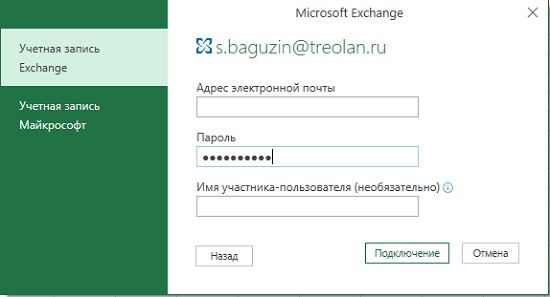 Microsoft Exchange
Учетная запись
Exchange
Учетная запись
Майкрософт
s.baguzin@treolan.ru
Адрес электронной почты
Пароль
Имя участника-пользователя (необязательно)
Назад
Подключение
Отмена